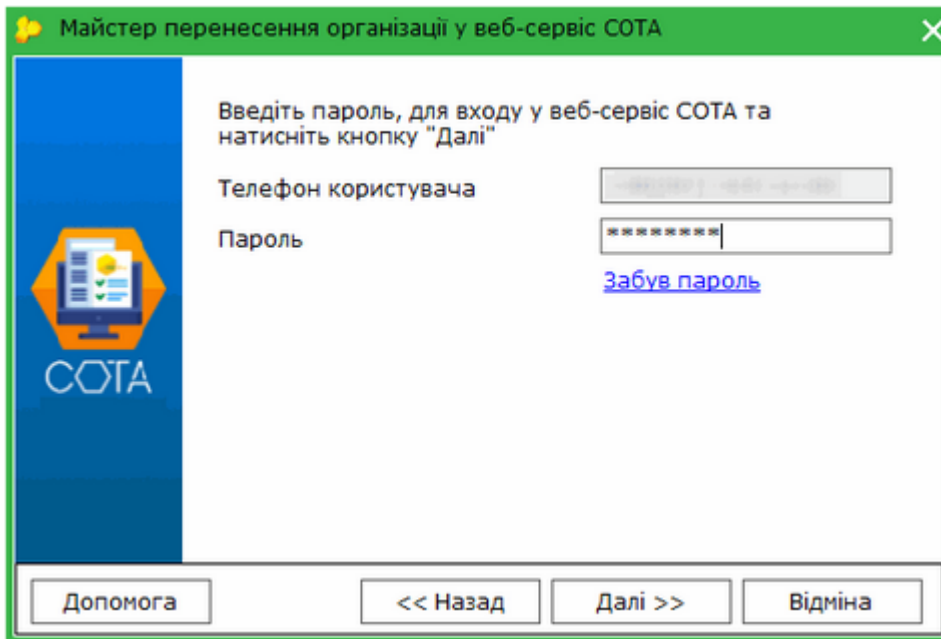 Майстер перенесення організації у веб-сервіс СОТА
Введіть пароль, для входу у веб-сервіс СОТА та
натисніть кнопку "Далі"
Телефон користувача
Пароль
********
Забув пароль
СОТА
Допомога
<< Назад
Далі >>
Відміна